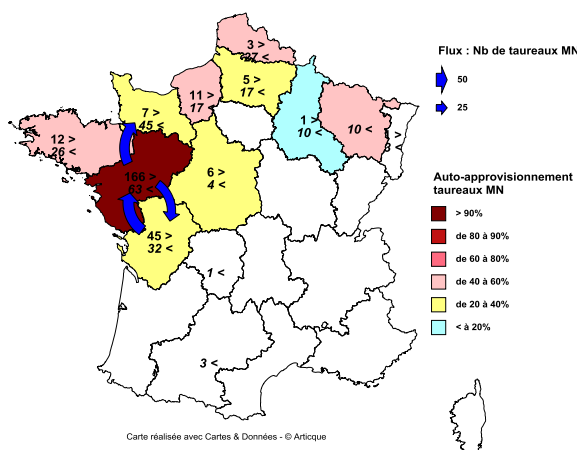 3 >
27 <
Flux : Nb de taureaux MN
50
25
5 >
17 <
11 >
17 <
7 >
45 <
1 >
10 <
10 <
>
3 <
12 >
26 <
166 >
63 <
6 >
4 <
Auto-approvisionnement
taureaux MN
> 90%
de 80 à 90%
de 60 à 80%
de 40 à 60%
de 20 à 40%
< à 20%
45 >
32 <
1 <
3 <
Carte réalisée avec Cartes & Données - © Articque